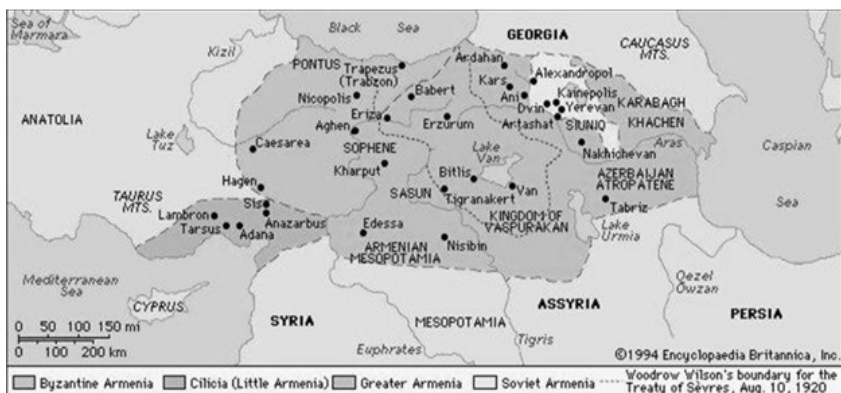 Black Sea
Sea of
Marmara
GEORGIA
CAUCASUS
MTS.
Kizil
PONTUS
Trapezus
(Trabzon)
Ardahan
Alexandropol
Kars
Kainepolis
Nicopolis
Babert
Ani
Dvin
Yerevan
KARABAGH
ANATOLIA
Eriza
Erzurum
Artashat
SIUNIQ
KHACHEN
Aghen
Lake
Tuz
Caesarea
SOPHENE
Lake
Van
Aras
Nakhichevan
Caspian
Sea
Kharput
Bitlis
AZERBAIJAN
ATROPATENE
TAURUS
MTS.
Hagen
SASUN
Van
Tigranakert
Sis
Tabriz
Lambron
Anazarbus
KINGDOM OF
VASPURAKAN
Tarsus
Adana
Edessa
Nisibin
Lake
Urmia
ARMENIAN
MESOPOTAMIA
Mediterranean
Sea
CYPRUS
ASSYRIA
Oezel
Owzan
SYRIA
MESOPOTAMIA
PERSIA
0 50 100 150 mi
0 100 200 km
Euphrates
Tigris
©1994 Encyclopaedia Britannica, Inc.
Byzantine Armenia
Cilicia (Little Armenia)
Greater Armenia
Soviet Armenia
Woodrow Wilson's boundary for the
Treaty of Sèvres, Aug. 10, 1920